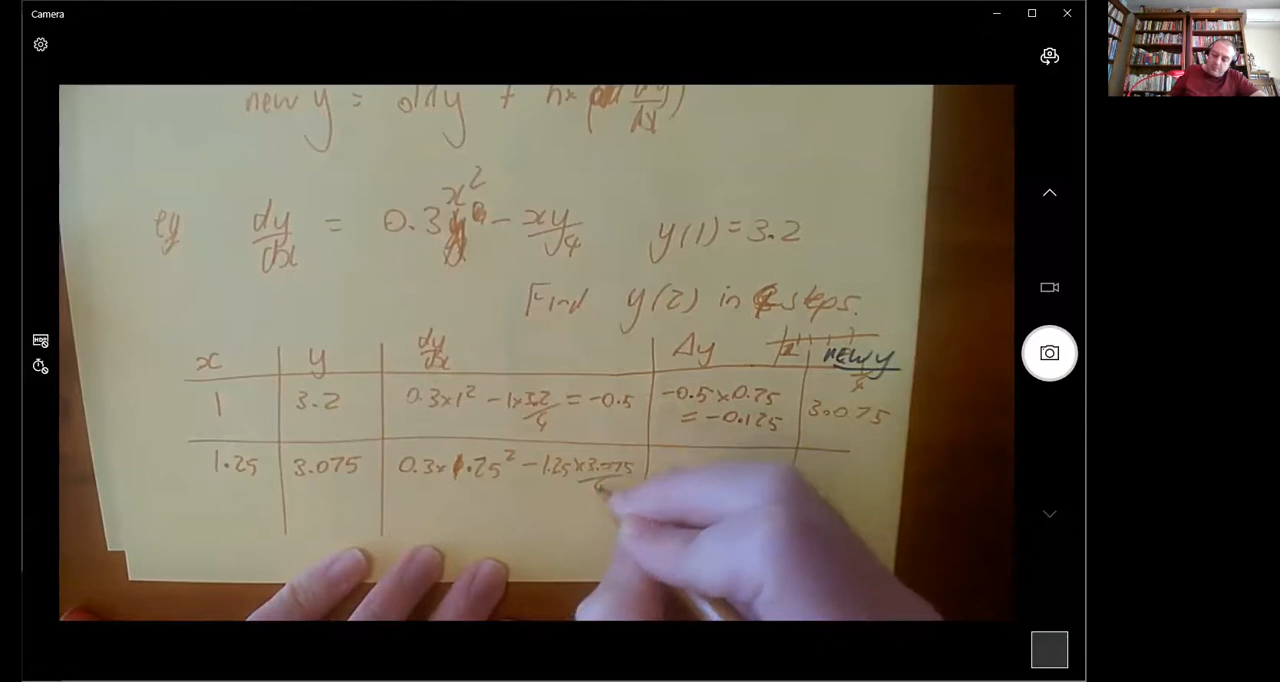 Camera
new y = old y + h × ( dy/dx )
eg dy/dx = 0.3 x² - xy/4 y(1) = 3.2
Find y(2) in steps.
x y dy/dx Δy new y
1 3.2 0.3×1² - 1×3.2/4 = -0.5 -0.5×0.25 3.075
= -0.125
1.25 3.075 0.3×1.25² - 1.25×3.075